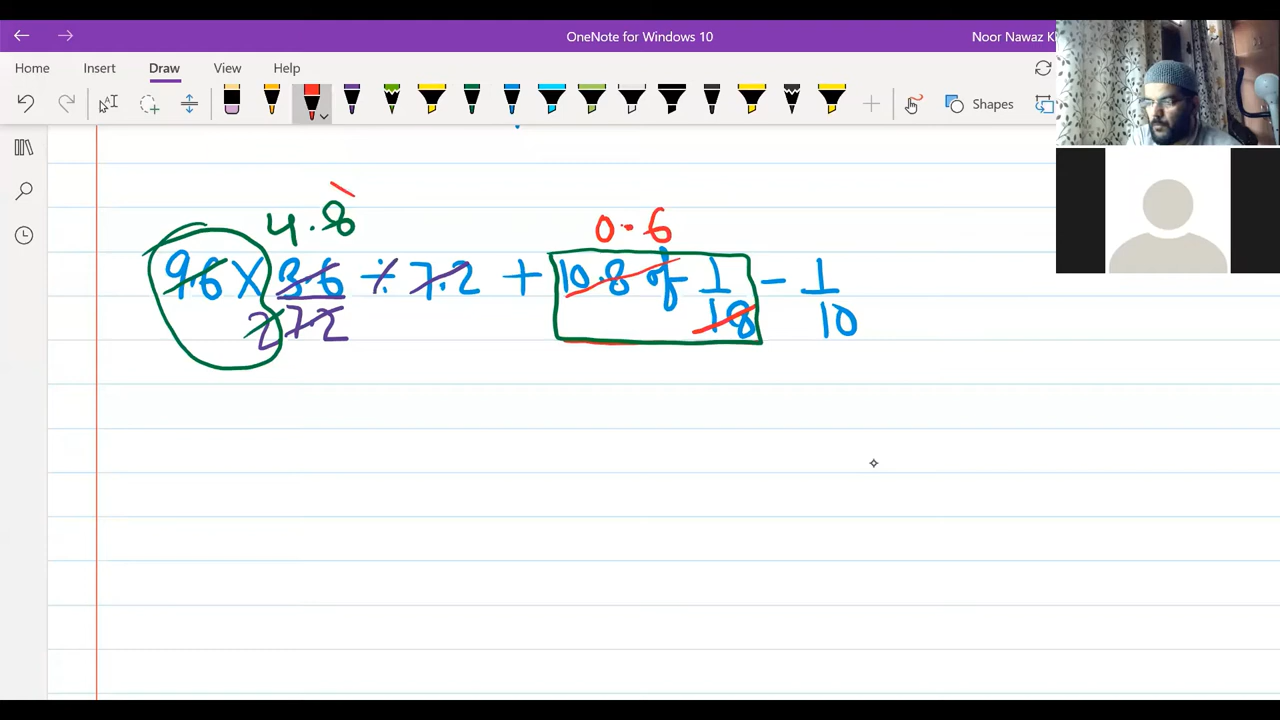 OneNote for Windows 10
Noor Nawaz K
Home Insert Draw View Help
Shapes
4.8 0.6
9.6 × 3.6 ÷ 7.2 + 10.8 of 1 - 1
2 7.2 18 10